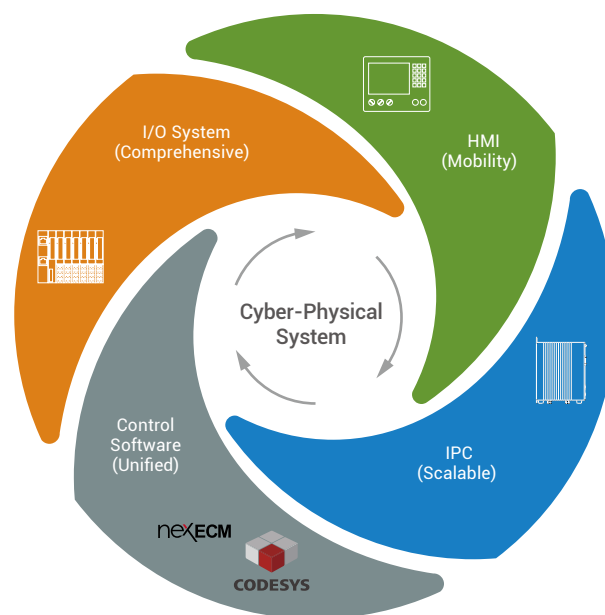 I/O System
(Comprehensive)
HMI
(Mobility)
Cyber-Physical
System
IPC
(Scalable)
Control
Software
(Unified)
neXECM
CODESYS